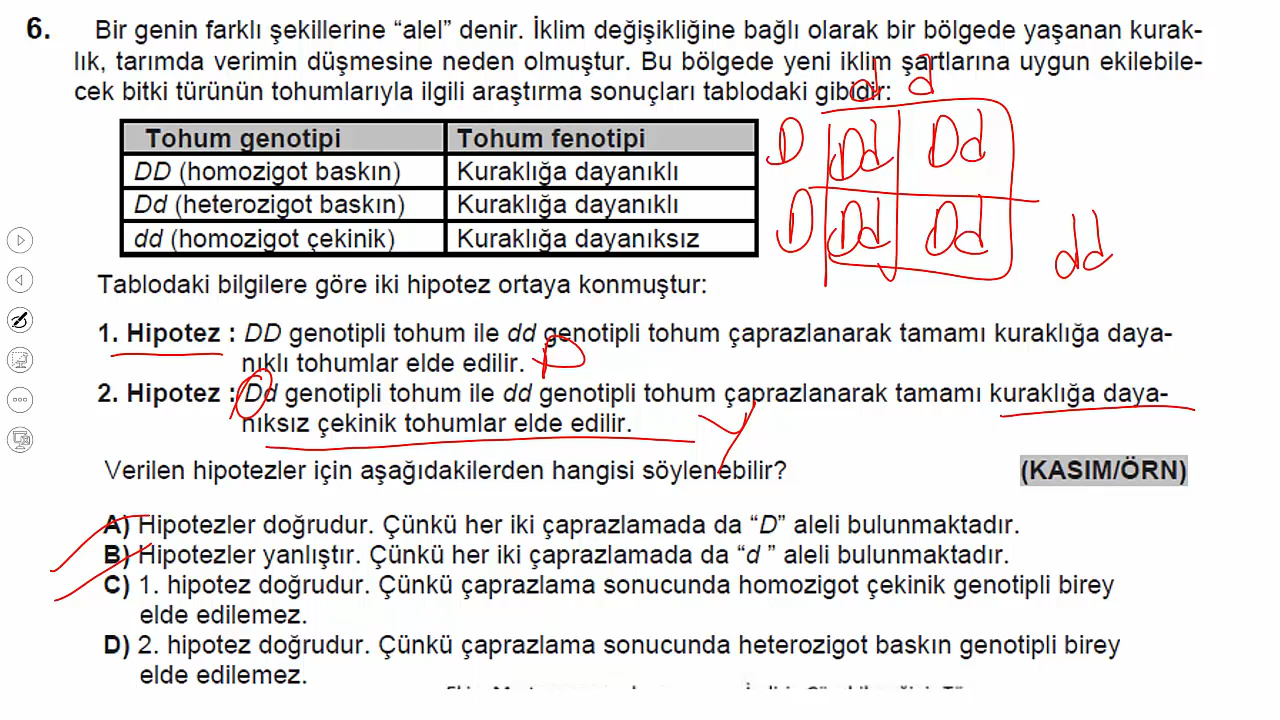 6. Bir genin farklı şekillerine “alel” denir. İklim değişikliğine bağlı olarak bir bölgede yaşanan kurak-
lık, tarımda verimin düşmesine neden olmuştur. Bu bölgede yeni iklim şartlarına uygun ekilebile-
cek bitki türünün tohumlarıyla ilgili araştırma sonuçları tablodaki gibidir:
d d
Tohum genotipi Tohum fenotipi
D Dd Dd
DD (homozigot baskın) Kuraklığa dayanıklı
Dd (heterozigot baskın) Kuraklığa dayanıklı
D Dd Dd
dd (homozigot çekinik) Kuraklığa dayanıksız
dd
Tablodaki bilgilere göre iki hipotez ortaya konmuştur:
1. Hipotez : DD genotipli tohum ile dd genotipli tohum çaprazlanarak tamamı kuraklığa daya-
nıklı tohumlar elde edilir. D
2. Hipotez : Dd genotipli tohum ile dd genotipli tohum çaprazlanarak tamamı kuraklığa daya-
nıksız çekinik tohumlar elde edilir. Y
Verilen hipotezler için aşağıdakilerden hangisi söylenebilir? (KASIM/ÖRN)
A) Hipotezler doğrudur. Çünkü her iki çaprazlamada da “D” aleli bulunmaktadır.
B) Hipotezler yanlıştır. Çünkü her iki çaprazlamada da “d ” aleli bulunmaktadır.
C) 1. hipotez doğrudur. Çünkü çaprazlama sonucunda homozigot çekinik genotipli birey
elde edilemez.
D) 2. hipotez doğrudur. Çünkü çaprazlama sonucunda heterozigot baskın genotipli birey
elde edilemez.